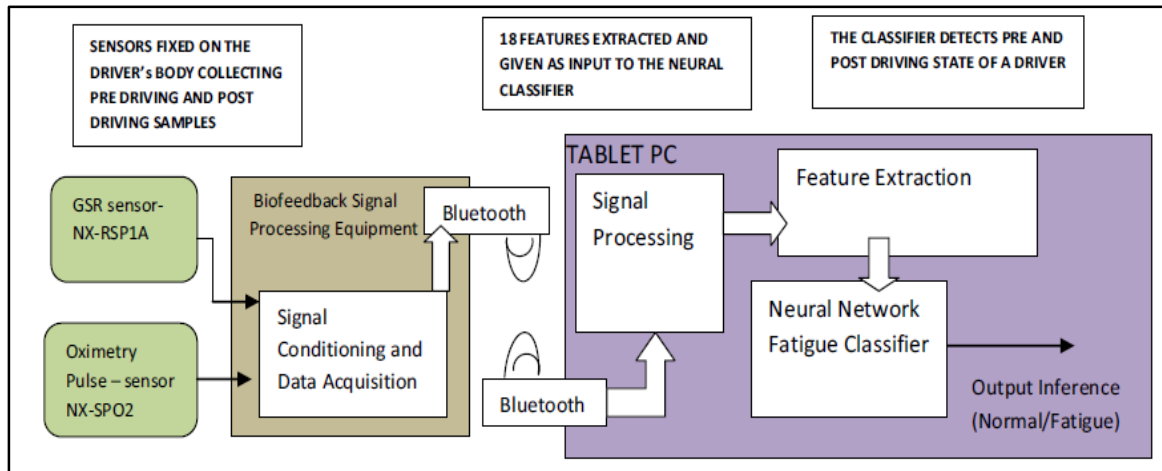 SENSORS FIXED ON THE
DRIVER's BODY COLLECTING
PRE DRIVING AND POST
DRIVING SAMPLES
18 FEATURES EXTRACTED AND
GIVEN AS INPUT TO THE NEURAL
CLASSIFIER
THE CLASSIFIER DETECTS PRE AND
POST DRIVING STATE OF A DRIVER
GSR sensor-
NX-RSP1A
Oximetry
Pulse – sensor
NX-SPO2
Biofeedback Signal
Processing Equipment
Signal
Conditioning and
Data Acquisition
Bluetooth
Bluetooth
TABLET PC
Signal
Processing
Feature Extraction
Neural Network
Fatigue Classifier
Output Inference
(Normal/Fatigue)